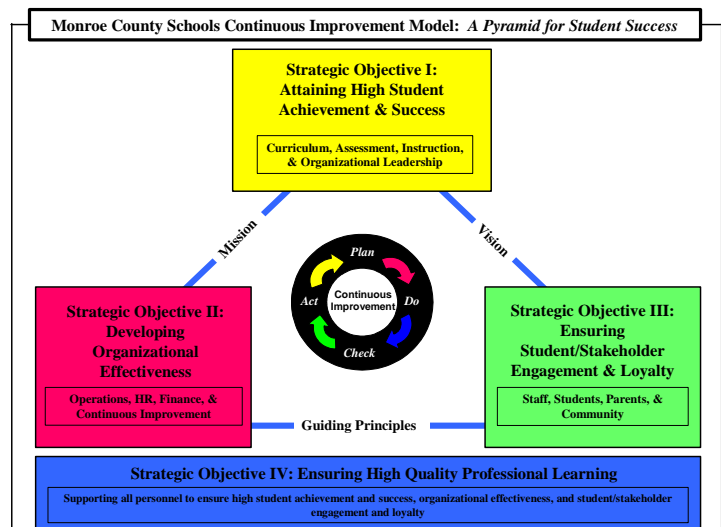 Monroe County Schools Continuous Improvement Model:  A Pyramid for Student Success
Strategic Objective I:
Attaining High Student
Achievement & Success
Curriculum, Assessment, Instruction,
& Organizational Leadership
Mission
Vision
Plan
Act
Continuous
Improvement
Do
Check
Strategic Objective II:
Developing
Organizational
Effectiveness
Operations, HR, Finance, &
Continuous Improvement
Strategic Objective III:
Ensuring
Student/Stakeholder
Engagement & Loyalty
Staff, Students, Parents, &
Community
Guiding Principles
Strategic Objective IV: Ensuring High Quality Professional Learning
Supporting all personnel to ensure high student achievement and success, organizational effectiveness, and student/stakeholder
engagement and loyalty